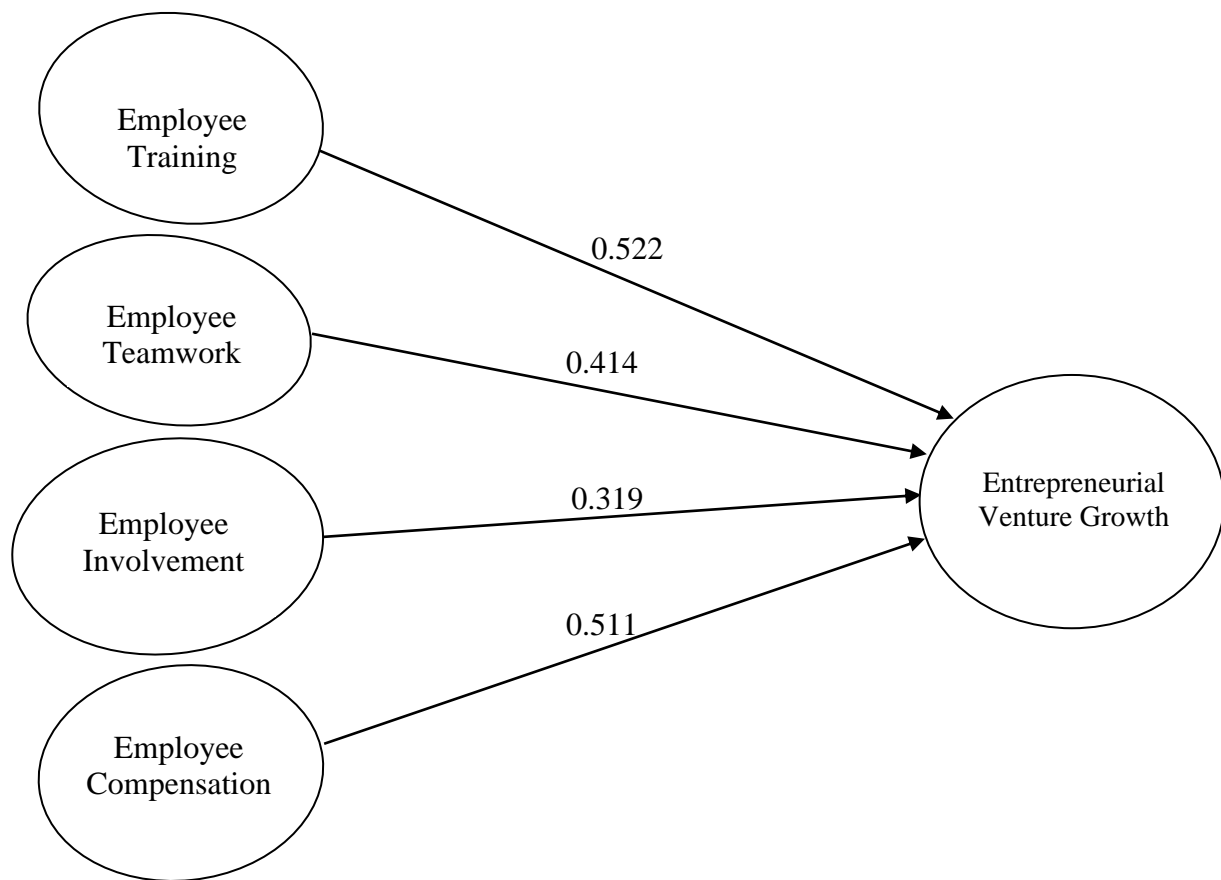 Employee
Training
0.522
Employee
Teamwork
0.414
Employee
Involvement
0.319
Employee
Compensation
0.511
Entrepreneurial
Venture Growth